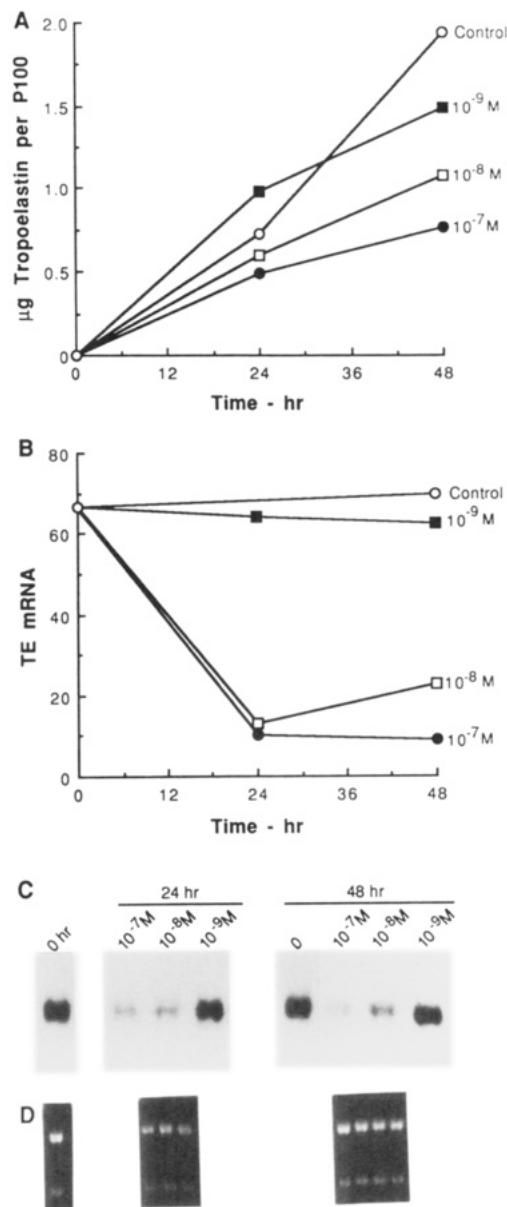 A
μg Tropoelastin per P100
2.0
1.5
1.0
0.5
0
Control
10⁻⁹ M
10⁻⁸ M
10⁻⁷ M
0 12 24 36 48
Time - hr
B
TE mRNA
80
60
40
20
0
Control
10⁻⁹ M
10⁻⁸ M
10⁻⁷ M
0 12 24 36 48
Time - hr
C
24 hr 48 hr
0 hr 10⁻⁷M 10⁻⁸M 10⁻⁹M 0 10⁻⁷M 10⁻⁸M 10⁻⁹M
D